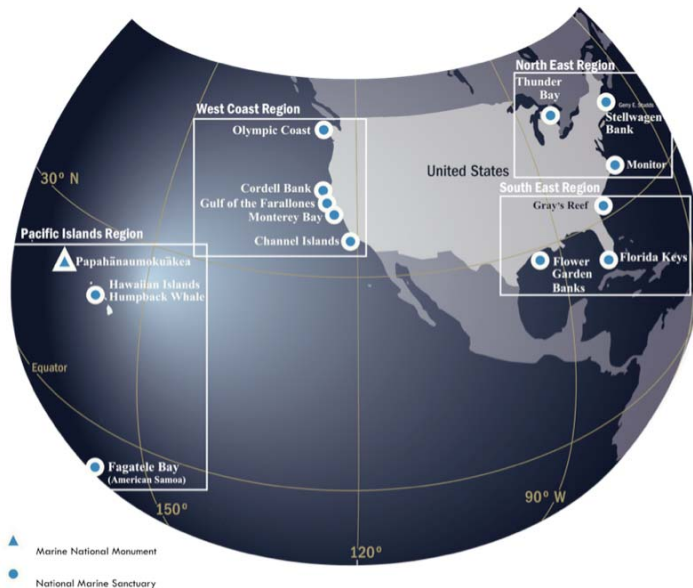 North East Region
Thunder
Bay
Gerry E. Studds
Stellwagen
Bank
West Coast Region
Olympic Coast
United States
Monitor
30° N
South East Region
Cordell Bank
Gulf of the Farallones
Monterey Bay
Gray's Reef
Pacific Islands Region
Channel Islands
Papahānaumokuākea
Flower
Garden
Banks
Florida Keys
Hawaiian Islands
Humpback Whale
Equator
Fagatele Bay
(American Samoa)
150°
90° W
120°
Marine National Monument
National Marine Sanctuary